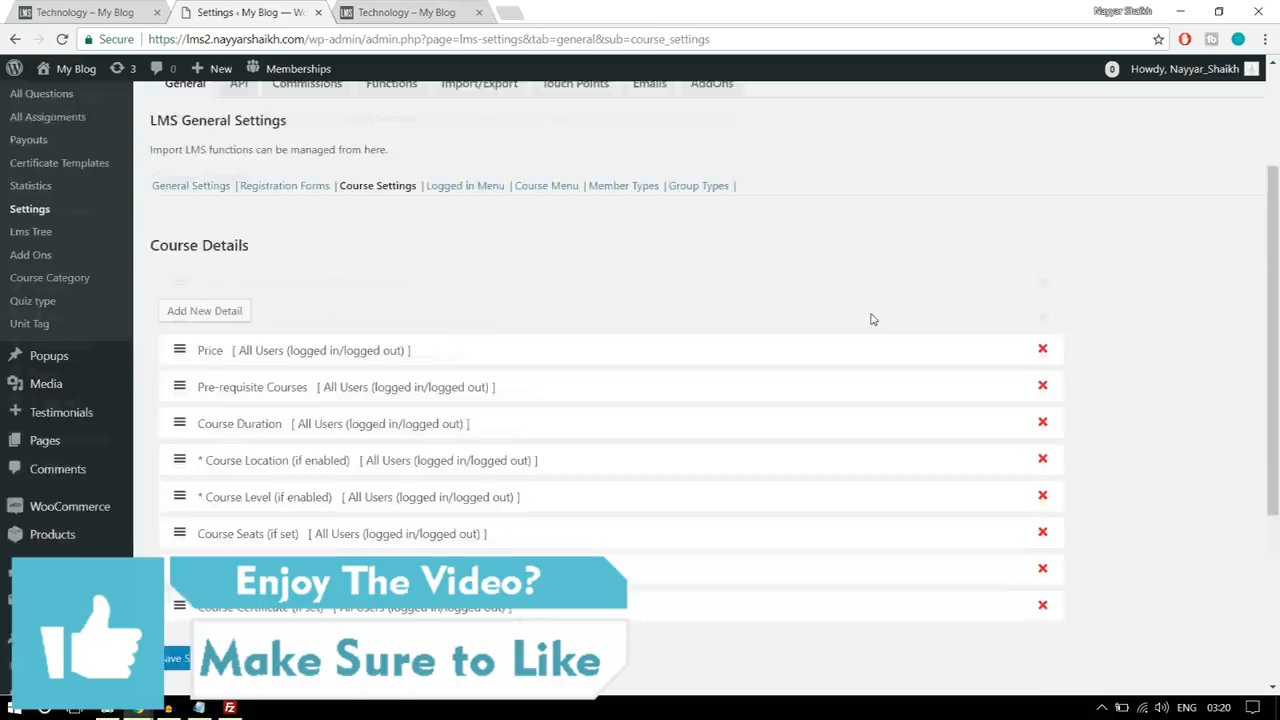 Technology – My Blog
Settings ‹ My Blog — Wo
Technology – My Blog
Nayyar Shaikh
Secure
https://lms2.nayyarshaikh.com/wp-admin/admin.php?page=lms-settings&tab=general&sub=course_settings
My Blog 3 0 New Memberships
0 Howdy, Nayyar_Shaikh
All Questions
All Assignments
Payouts
Certificate Templates
Statistics
Settings
Lms Tree
Add Ons
Course Category
Quiz type
Unit Tag
Popups
Media
Testimonials
Pages
Comments
WooCommerce
Products
General API Commissions Functions Import/Export Touch Points Emails AddOns
LMS General Settings
Import LMS functions can be managed from here.
General Settings | Registration Forms | Course Settings | Logged in Menu | Course Menu | Member Types | Group Types |
Course Details
Add New Detail
Price [ All Users (logged in/logged out) ]
Pre-requisite Courses [ All Users (logged in/logged out) ]
Course Duration [ All Users (logged in/logged out) ]
* Course Location (if enabled) [ All Users (logged in/logged out) ]
* Course Level (if enabled) [ All Users (logged in/logged out) ]
Course Seats (if set) [ All Users (logged in/logged out) ]
Course Certificate (if set) [ All Users (logged in/logged out) ]
Enjoy The Video?
Make Sure to Like
ENG 03:20